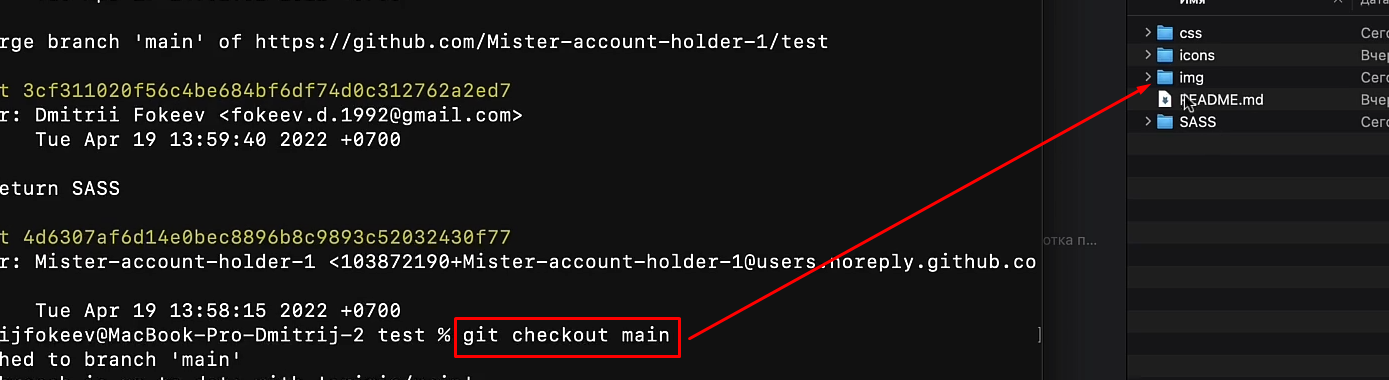 rge branch 'main' of https://github.com/Mister-account-holder-1/test
t 3cf311020f56c4be684bf6df74d0c312762a2ed7
r: Dmitrii Fokeev <fokeev.d.1992@gmail.com>
Tue Apr 19 13:59:40 2022 +0700
eturn SASS
t 4d6307af6d14e0bec8896b8c9893c52032430f77
r: Mister-account-holder-1 <103872190+Mister-account-holder-1@users.noreply.github.co
Tue Apr 19 13:58:15 2022 +0700
ijfokeev@MacBook-Pro-Dmitrij-2 test % git checkout main ]
hed to branch 'main'
отка п...
Имя Дата
css Сего
icons Вчер
img Сего
README.md Вчер
SASS Сего